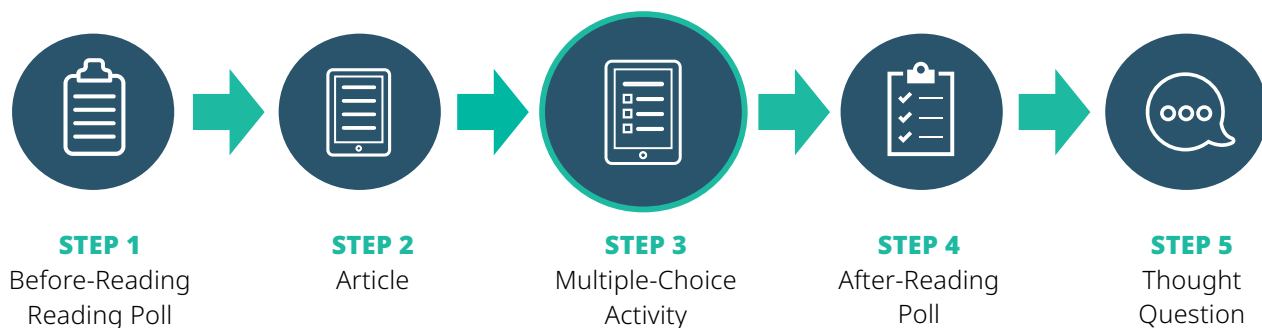 STEP 1
Before-Reading
Reading Poll
STEP 2
Article
STEP 3
Multiple-Choice
Activity
STEP 4
After-Reading
Poll
STEP 5
Thought
Question